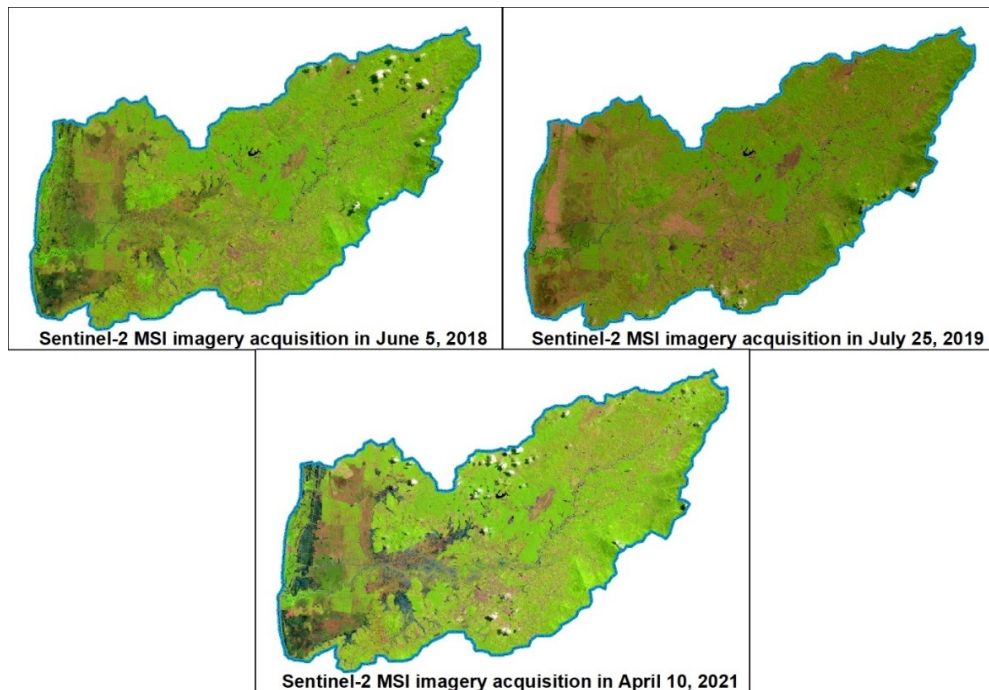 Sentinel-2 MSI imagery acquisition in June 5, 2018
Sentinel-2 MSI imagery acquisition in July 25, 2019
Sentinel-2 MSI imagery acquisition in April 10, 2021